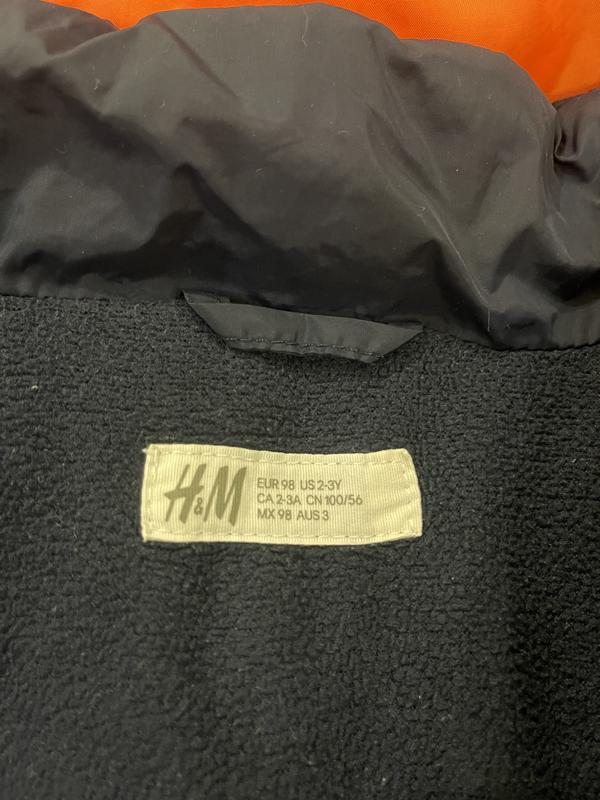 H&M
EUR 98 US 2-3Y
CA 2-3A CN 100/56
MX 98 AUS 3